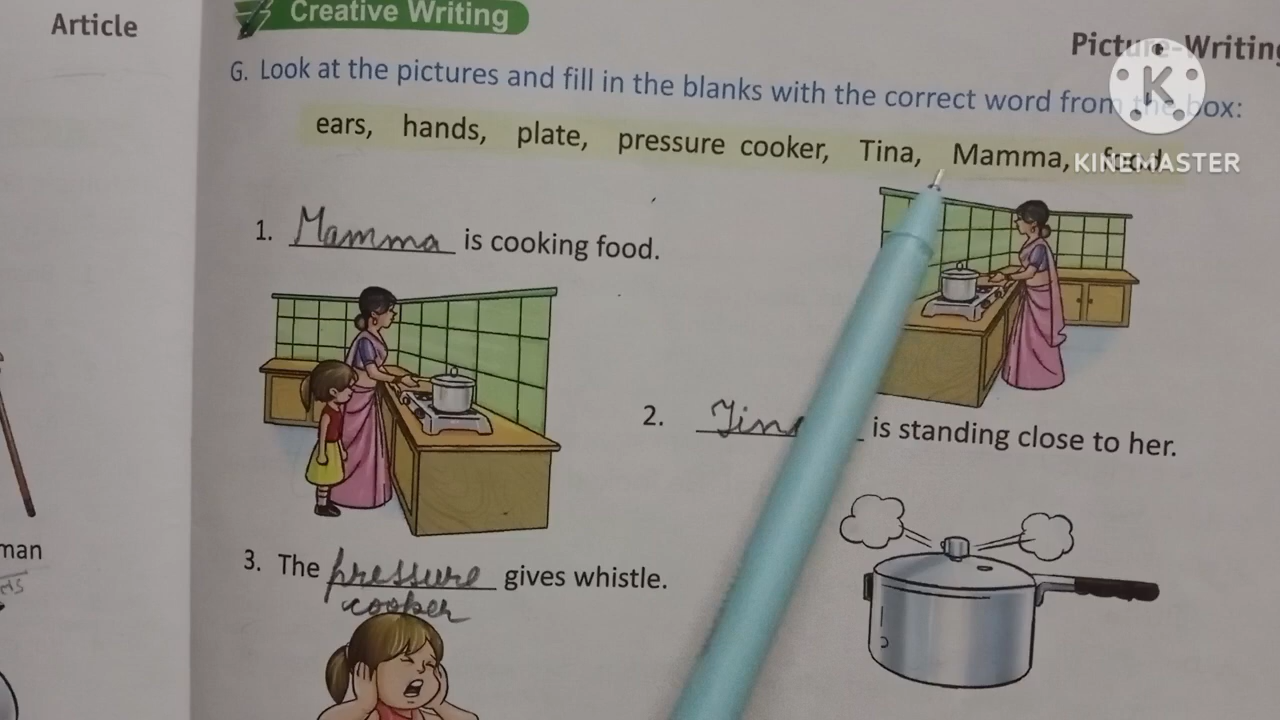 Article
Creative Writing
Picture-Writing
G. Look at the pictures and fill in the blanks with the correct word from the box:
ears, hands, plate, pressure cooker, Tina, Mamma, food
KINEMASTER
1. Mamma is cooking food.
2. Tina is standing close to her.
3. The pressure gives whistle.
cooker
man